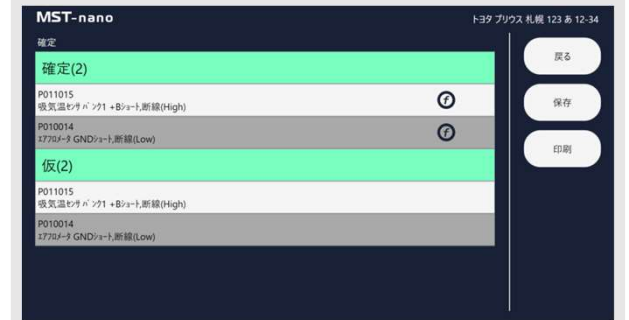 MST-nano
トヨタ プリウス 札幌 123 あ 12-34
確定
確定(2)
P011015
吸気温ｾﾝｻ ﾊﾞﾝｸ1 +Bｼｮｰﾄ,断線(High)
P010014
ｴｱﾌﾛﾒｰﾀ GNDｼｮｰﾄ,断線(Low)
仮(2)
P011015
吸気温ｾﾝｻ ﾊﾞﾝｸ1 +Bｼｮｰﾄ,断線(High)
P010014
ｴｱﾌﾛﾒｰﾀ GNDｼｮｰﾄ,断線(Low)
戻る
保存
印刷
f
f